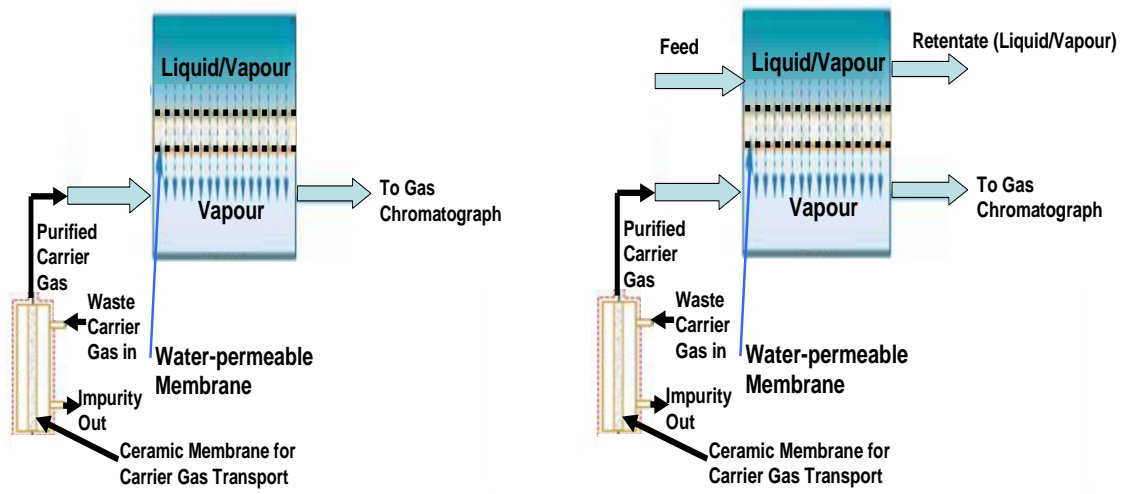 Liquid/Vapour
Vapour
To Gas
Chromatograph
Purified
Carrier
Gas
Waste
Carrier
Gas in
Impurity
Out
Water-permeable
Membrane
Ceramic Membrane for
Carrier Gas Transport
Feed
Retentate (Liquid/Vapour)
Liquid/Vapour
Vapour
To Gas
Chromatograph
Purified
Carrier
Gas
Waste
Carrier
Gas in
Impurity
Out
Water-permeable
Membrane
Ceramic Membrane for
Carrier Gas Transport